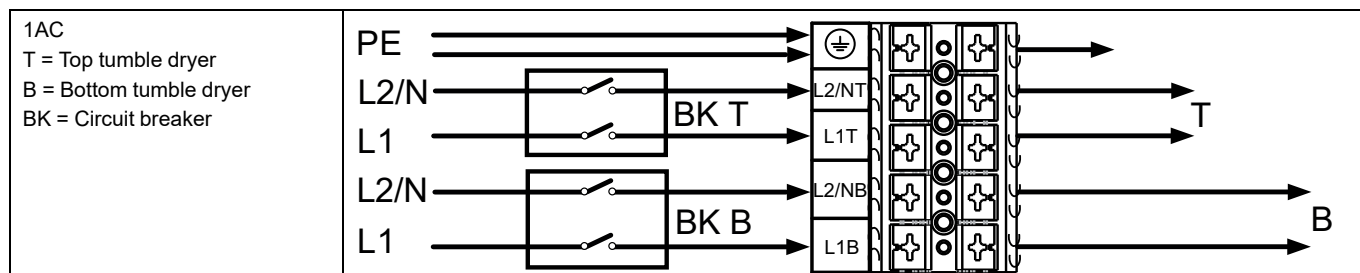 1AC
T = Top tumble dryer
B = Bottom tumble dryer
BK = Circuit breaker
PE
L2/N
BK T
L2/NT
L1
L1T
T
L2/N
BK B
L2/NB
L1
L1B
B